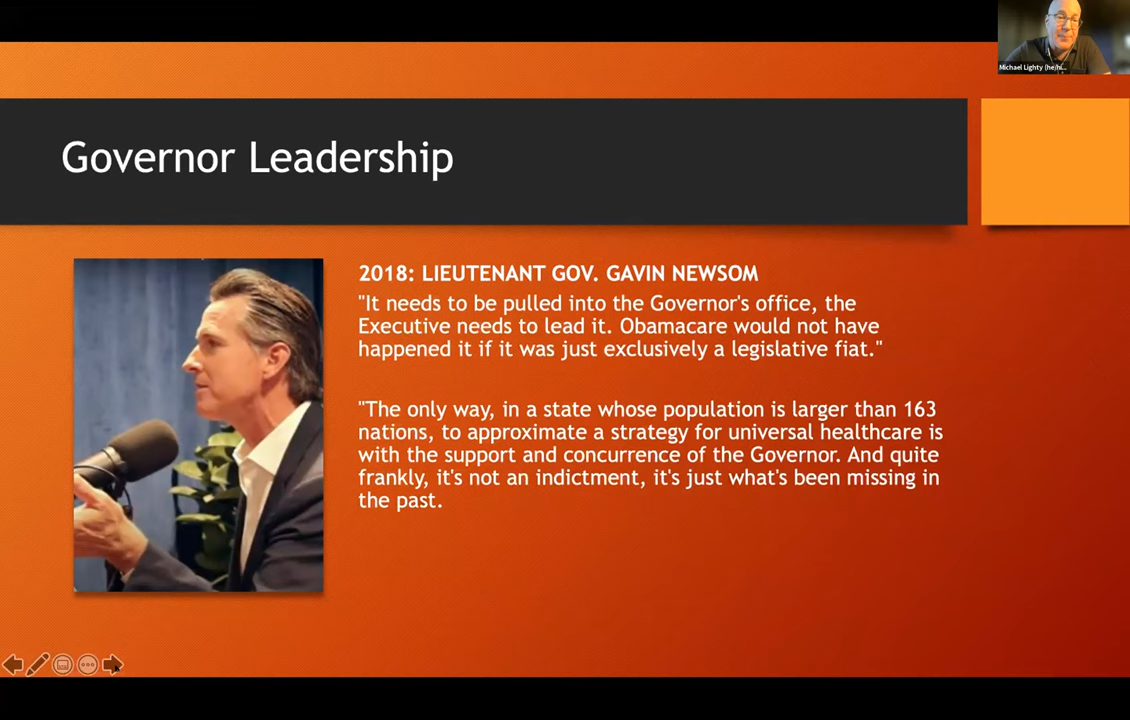 Michael Lighty (he/hi...
Governor Leadership
2018: LIEUTENANT GOV. GAVIN NEWSOM
"It needs to be pulled into the Governor's office, the
Executive needs to lead it. Obamacare would not have
happened it if it was just exclusively a legislative fiat."
"The only way, in a state whose population is larger than 163
nations, to approximate a strategy for universal healthcare is
with the support and concurrence of the Governor. And quite
frankly, it's not an indictment, it's just what's been missing in
the past.